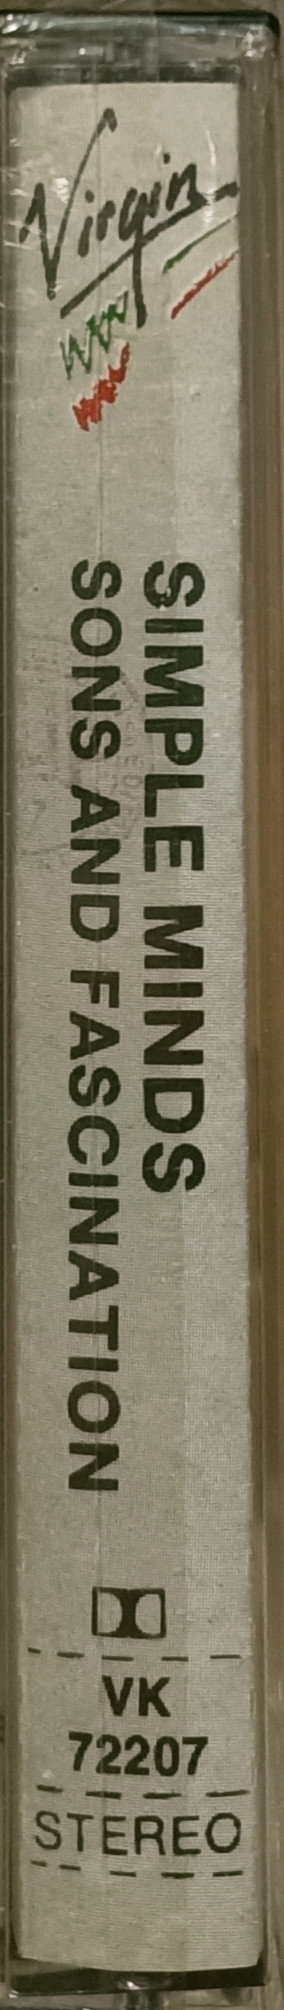 Virgin
SIMPLE MINDS
SONS AND FASCINATION
VK
72207
STEREO